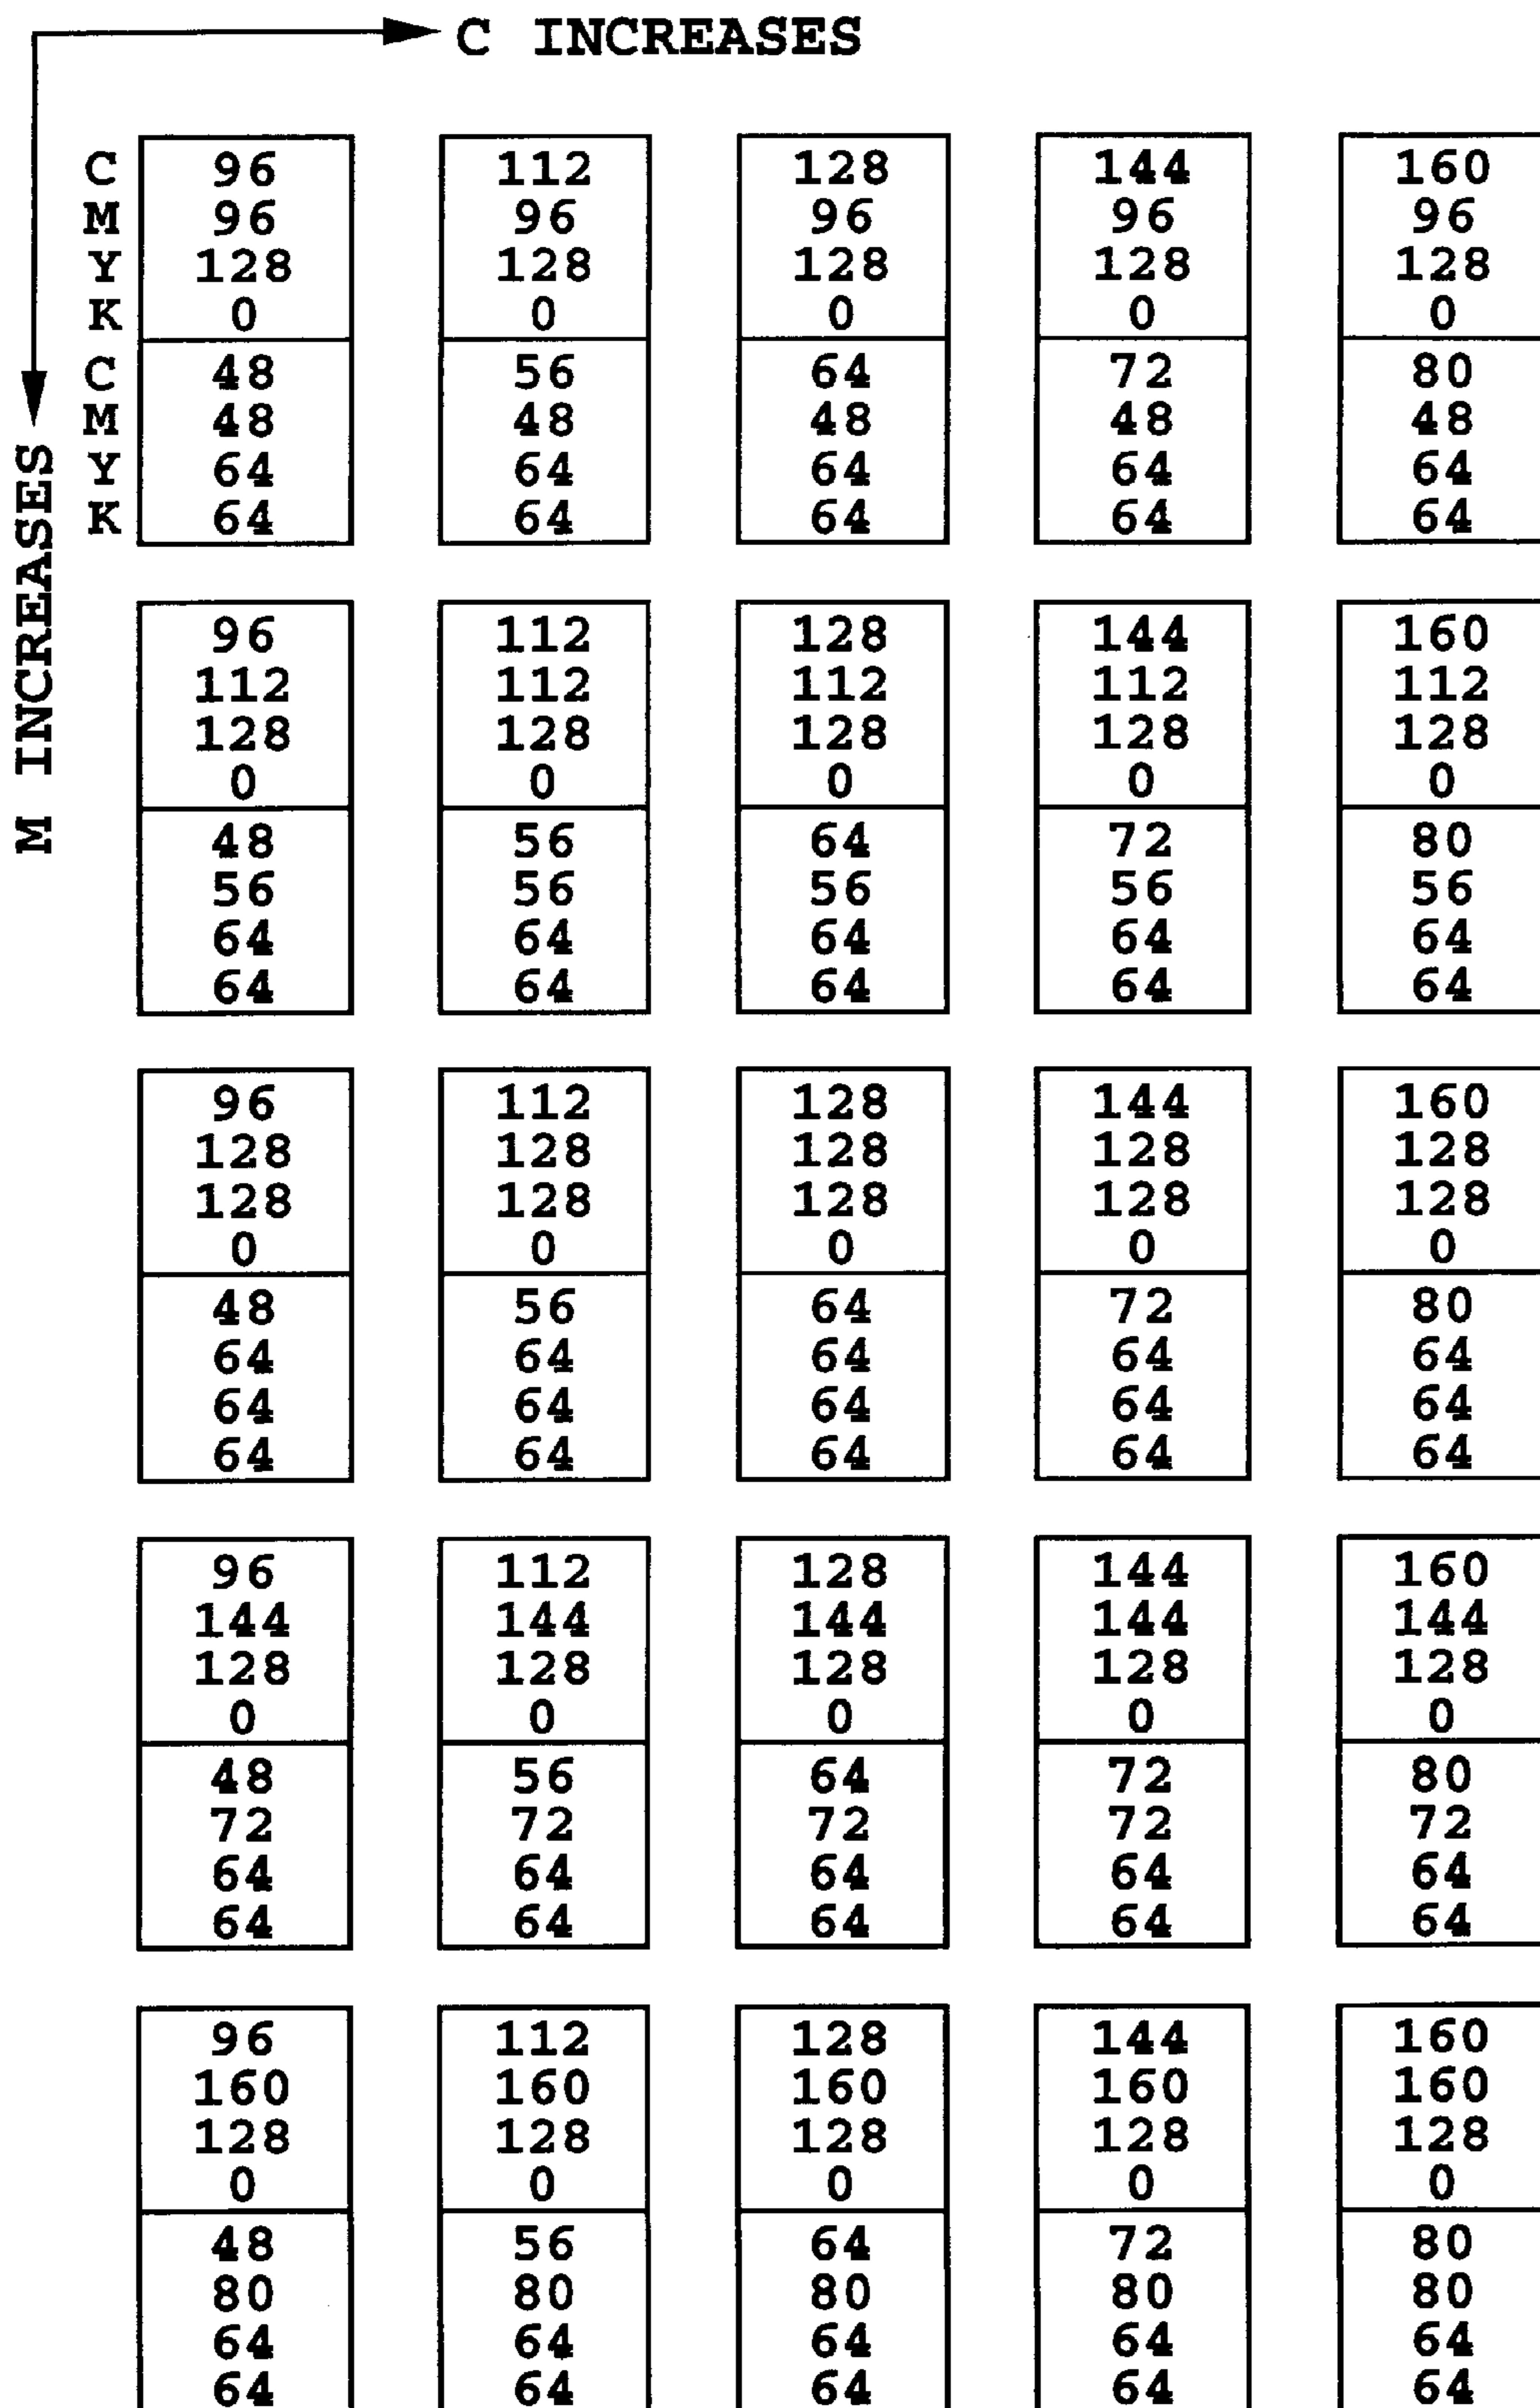 C INCREASES
M INCREASES
C 96 112 128 144 160
M 96 96 96 96 96
Y 128 128 128 128 128
K 0 0 0 0 0
C 48 56 64 72 80
M 48 48 48 48 48
Y 64 64 64 64 64
K 64 64 64 64 64
96 112 128 144 160
112 112 112 112 112
128 128 128 128 128
0 0 0 0 0
48 56 64 72 80
56 56 56 56 56
64 64 64 64 64
64 64 64 64 64
96 112 128 144 160
128 128 128 128 128
128 128 128 128 128
0 0 0 0 0
48 56 64 72 80
64 64 64 64 64
64 64 64 64 64
64 64 64 64 64
96 112 128 144 160
144 144 144 144 144
128 128 128 128 128
0 0 0 0 0
48 56 64 72 80
72 72 72 72 72
64 64 64 64 64
64 64 64 64 64
96 112 128 144 160
160 160 160 160 160
128 128 128 128 128
0 0 0 0 0
48 56 64 72 80
80 80 80 80 80
64 64 64 64 64
64 64 64 64 64